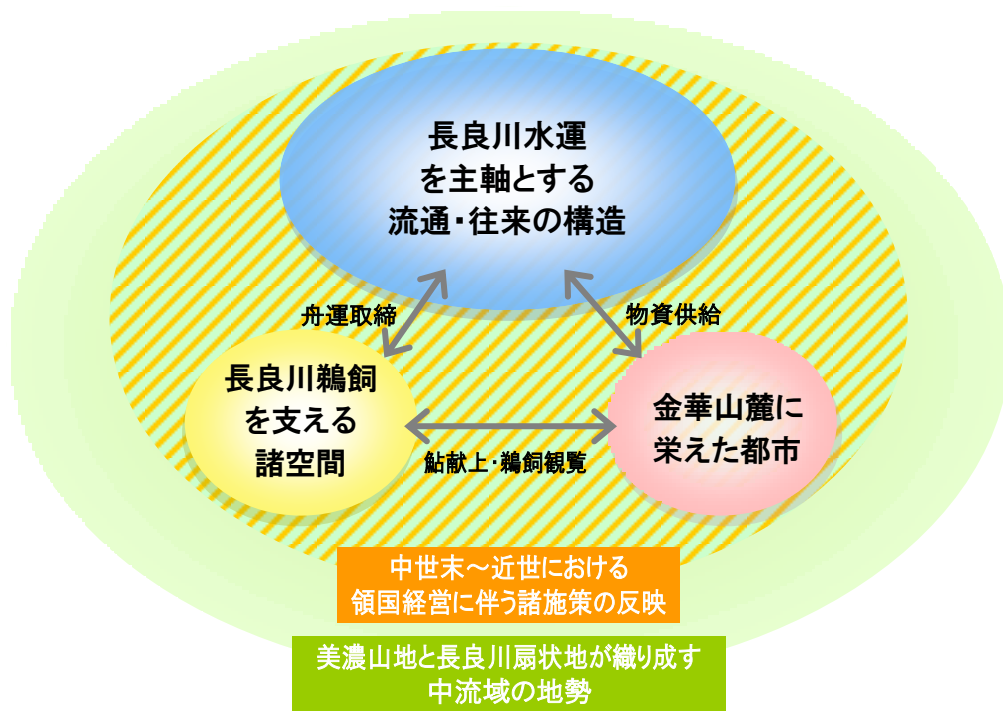 長良川水運
を主軸とする
流通・往来の構造
舟運取締
物資供給
長良川鵜飼
を支える
諸空間
金華山麓に
栄えた都市
鮎献上・鵜飼観覧
中世末～近世における
領国経営に伴う諸施策の反映
美濃山地と長良川扇状地が織り成す
中流域の地勢